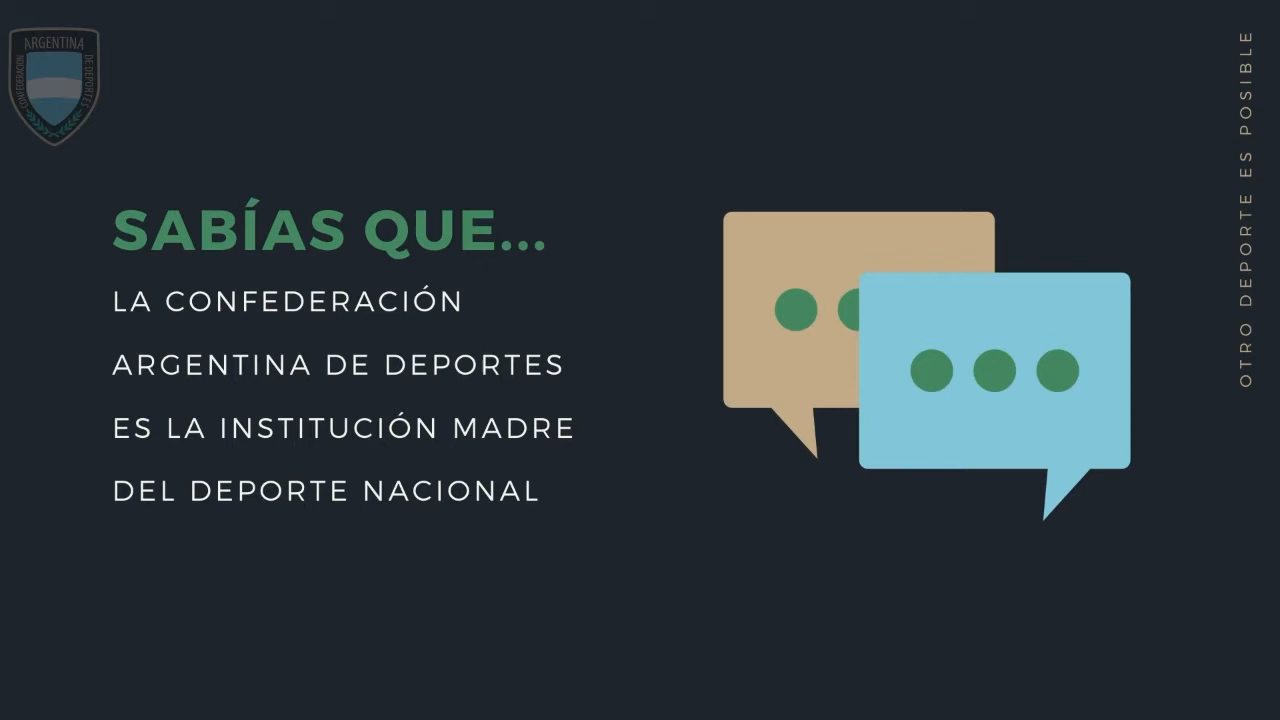 ARGENTINA
CONFEDERACIÓN
DE DEPORTES
SABÍAS QUE...
LA CONFEDERACIÓN
ARGENTINA DE DEPORTES
ES LA INSTITUCIÓN MADRE
DEL DEPORTE NACIONAL
OTRO DEPORTE ES POSIBLE